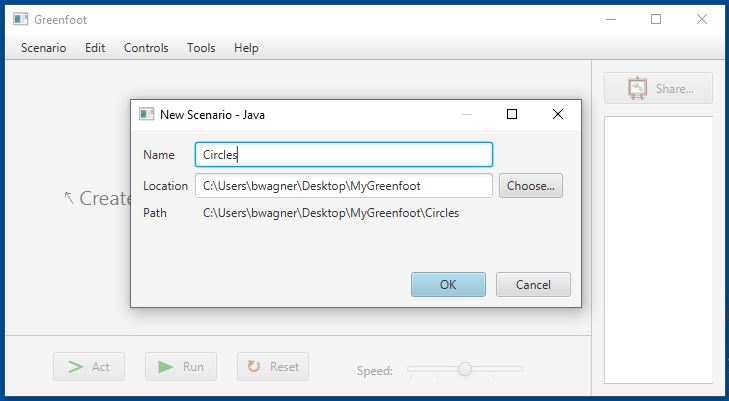 Greenfoot
Scenario Edit Controls Tools Help
Share...
New Scenario - Java
Name Circles
Location C:\Users\bwagner\Desktop\MyGreenfoot Choose...
Path C:\Users\bwagner\Desktop\MyGreenfoot\Circles
Create
OK Cancel
Act Run Reset Speed: